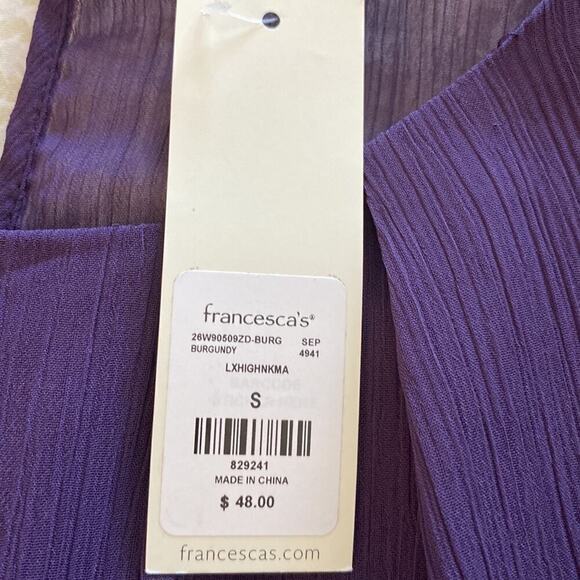 francesca's®
26W90509ZD-BURG SEP
BURGUNDY 4941
LXHIGHNKMA
S
829241
MADE IN CHINA
$ 48.00
francescas.com